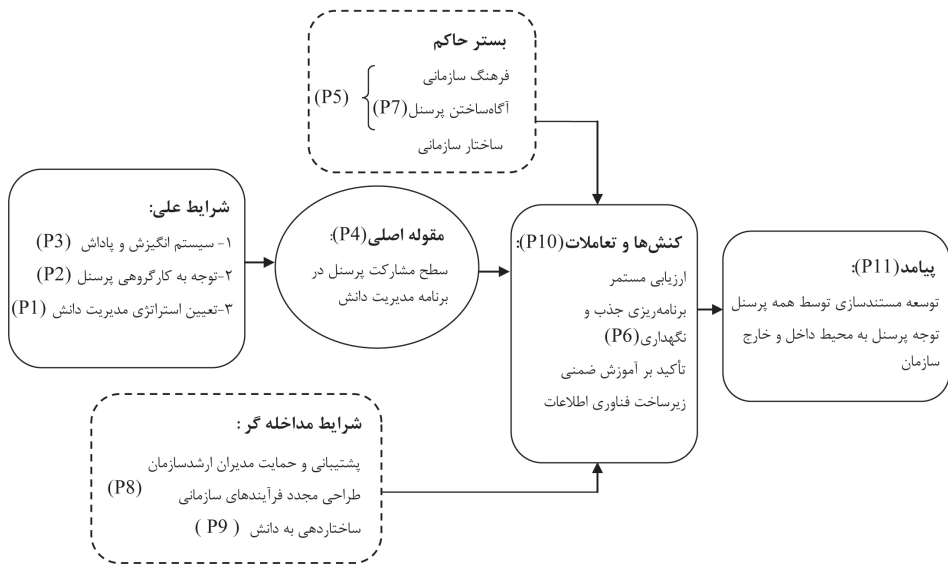 بستر حاکم
فرهنگ سازمانی
آگاه‌ساختن پرسنل(P7)
(P5)
ساختار سازمانی
شرایط علی:
۱- سیستم انگیزش و پاداش (P3)
۲-توجه به کارگروهی پرسنل (P2)
۳-تعیین استراتژی مدیریت دانش (P1)
مقوله اصلی(P4):
سطح مشارکت پرسنل در
برنامه مدیریت دانش
کنش‌ها و تعاملات(P10):
ارزیابی مستمر
برنامه‌ریزی جذب و
نگهداری(P6)
تأکید بر آموزش ضمنی
زیرساخت فناوری اطلاعات
پیامد(P11):
توسعه مستندسازی توسط همه پرسنل
توجه پرسنل به محیط داخل و خارج
سازمان
شرایط مداخله گر :
پشتیبانی و حمایت مدیران ارشدسازمان
طراحی مجدد فرآیندهای سازمانی (P8)
ساختاردهی به دانش ( P9 )